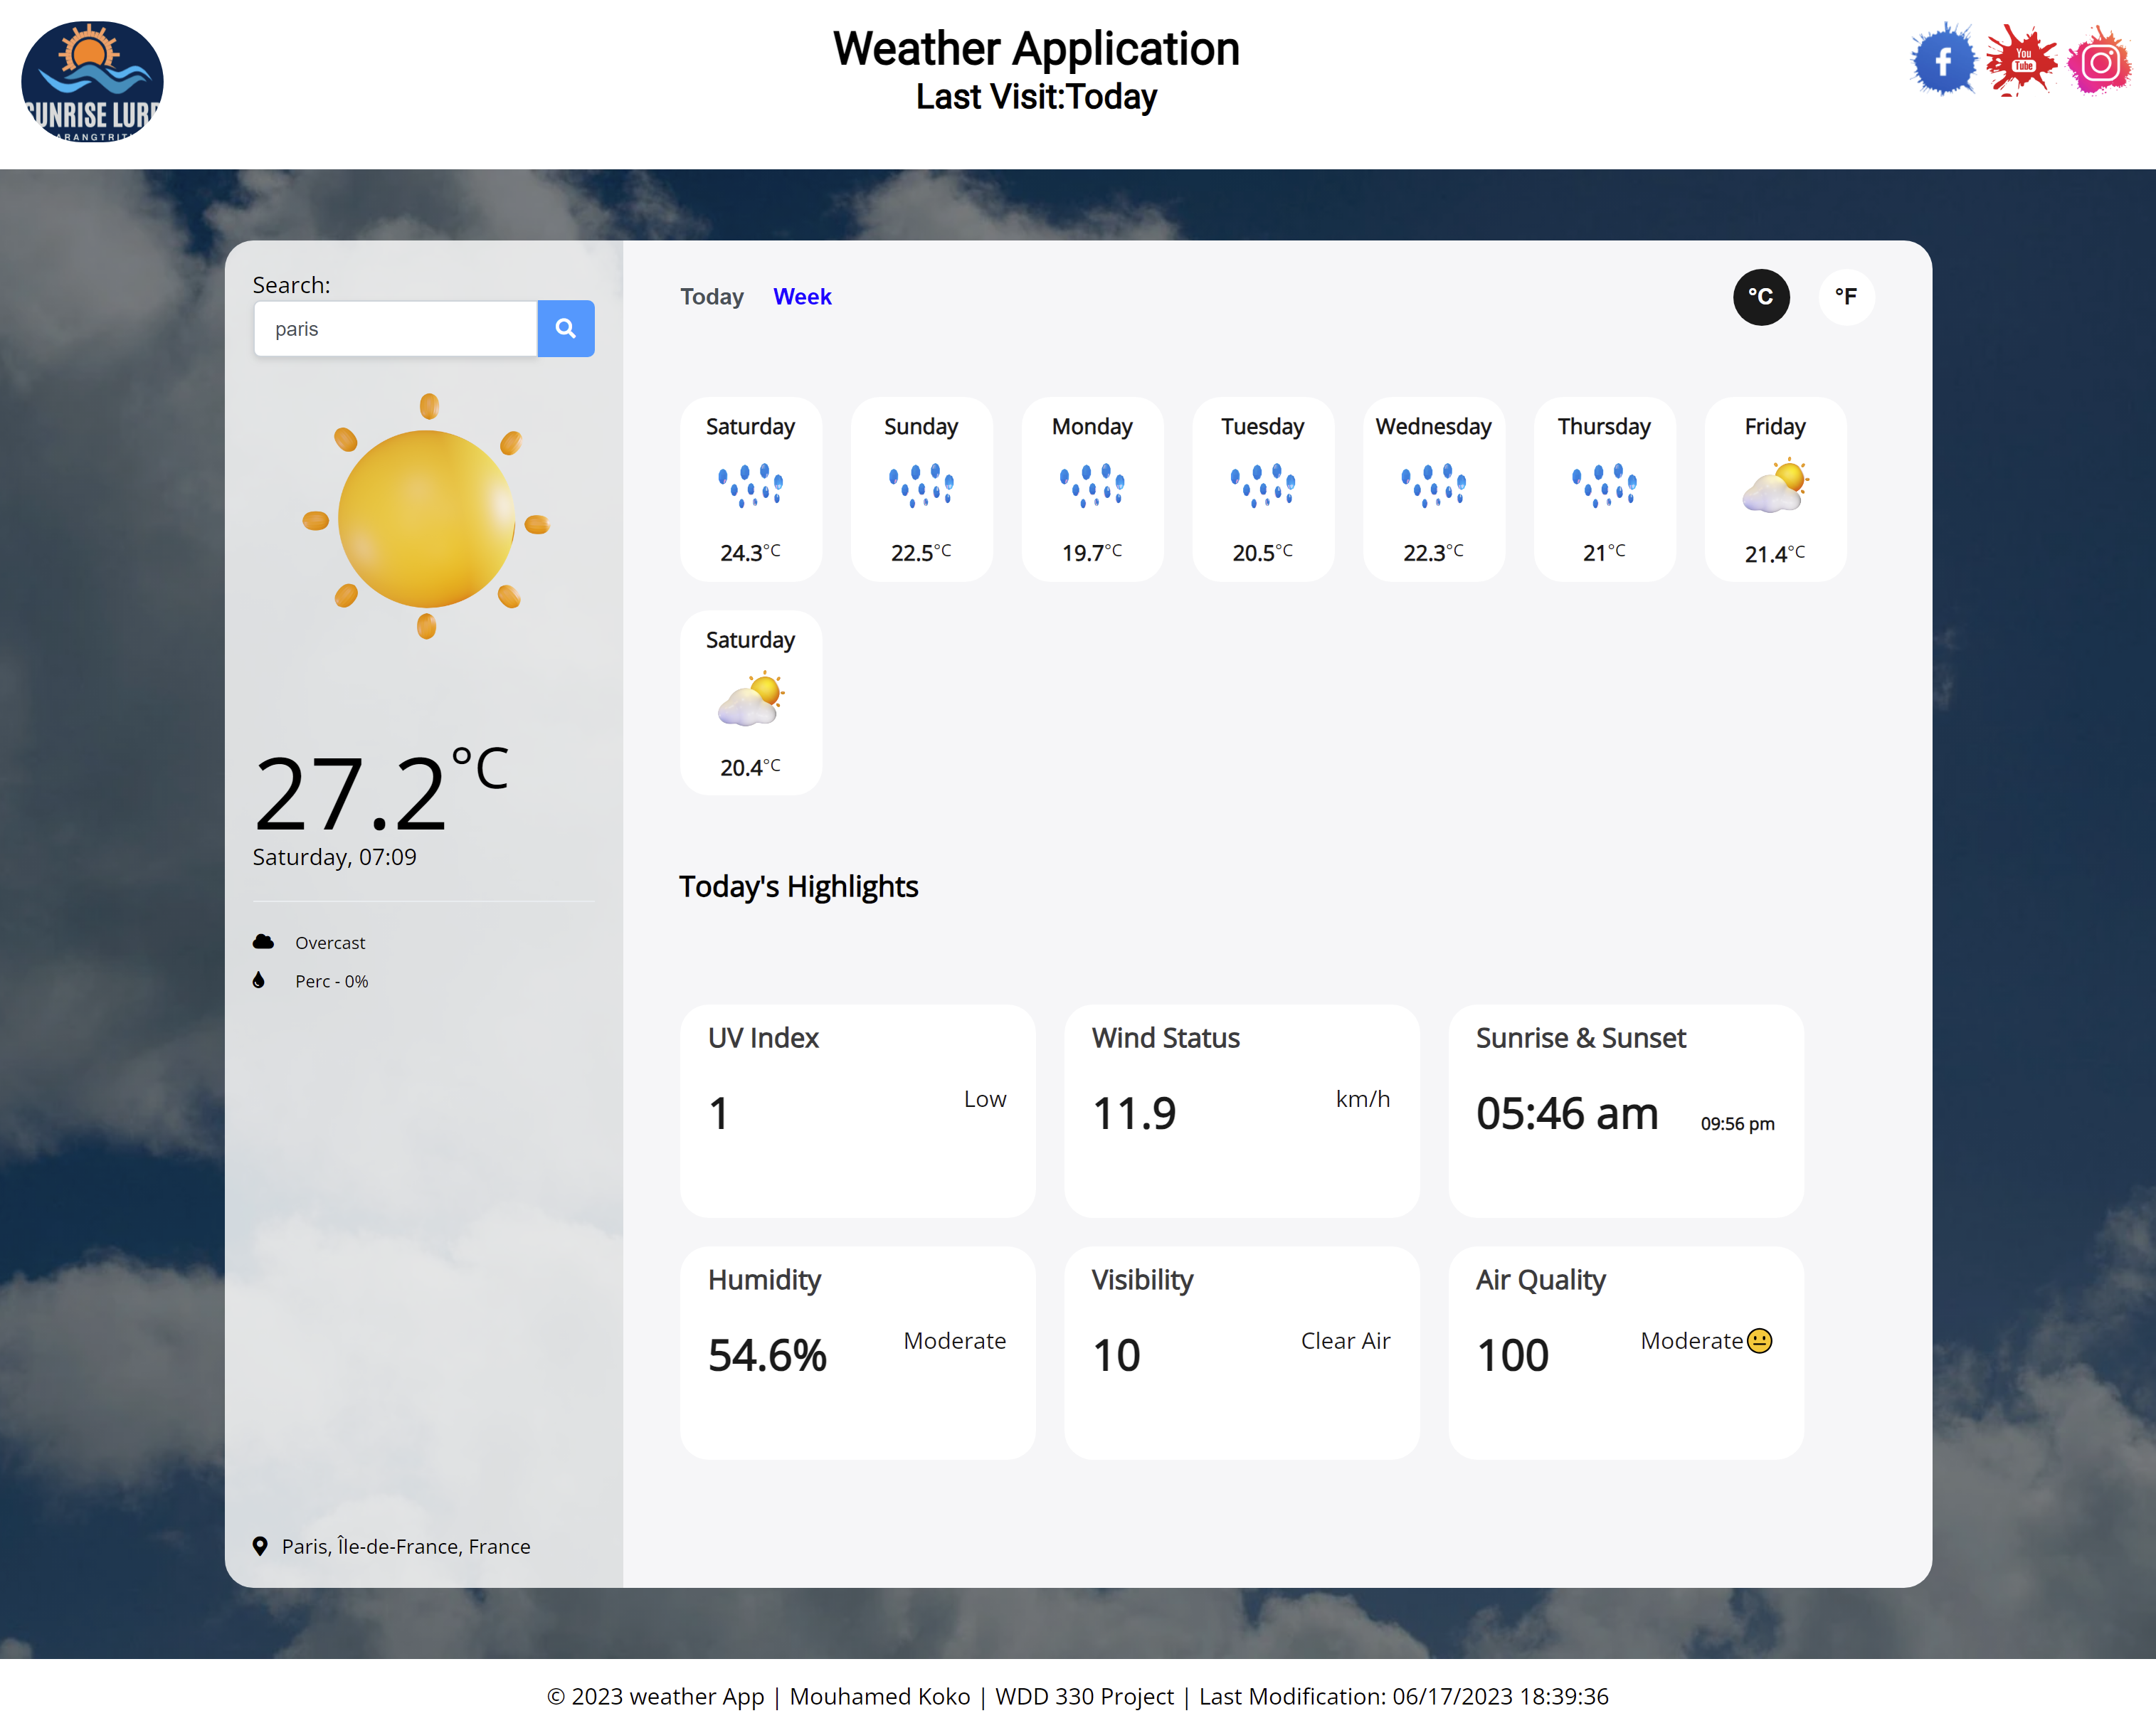 Weather Application
Last Visit:Today
SUNRISE
You
Tube
Search:
paris
Today Week
°C °F
Saturday Sunday Monday Tuesday Wednesday Thursday Friday
24.3°C 22.5°C 19.7°C 20.5°C 22.3°C 21°C 21.4°C
Saturday
20.4°C
27.2°C
Saturday, 07:09
Overcast
Perc - 0%
Paris, Île-de-France, France
Today's Highlights
UV Index
1 Low
Wind Status
11.9 km/h
Sunrise & Sunset
05:46 am 09:56 pm
Humidity
54.6% Moderate
Visibility
10 Clear Air
Air Quality
100 Moderate😐
© 2023 weather App | Mouhamed Koko | WDD 330 Project | Last Modification: 06/17/2023 18:39:36